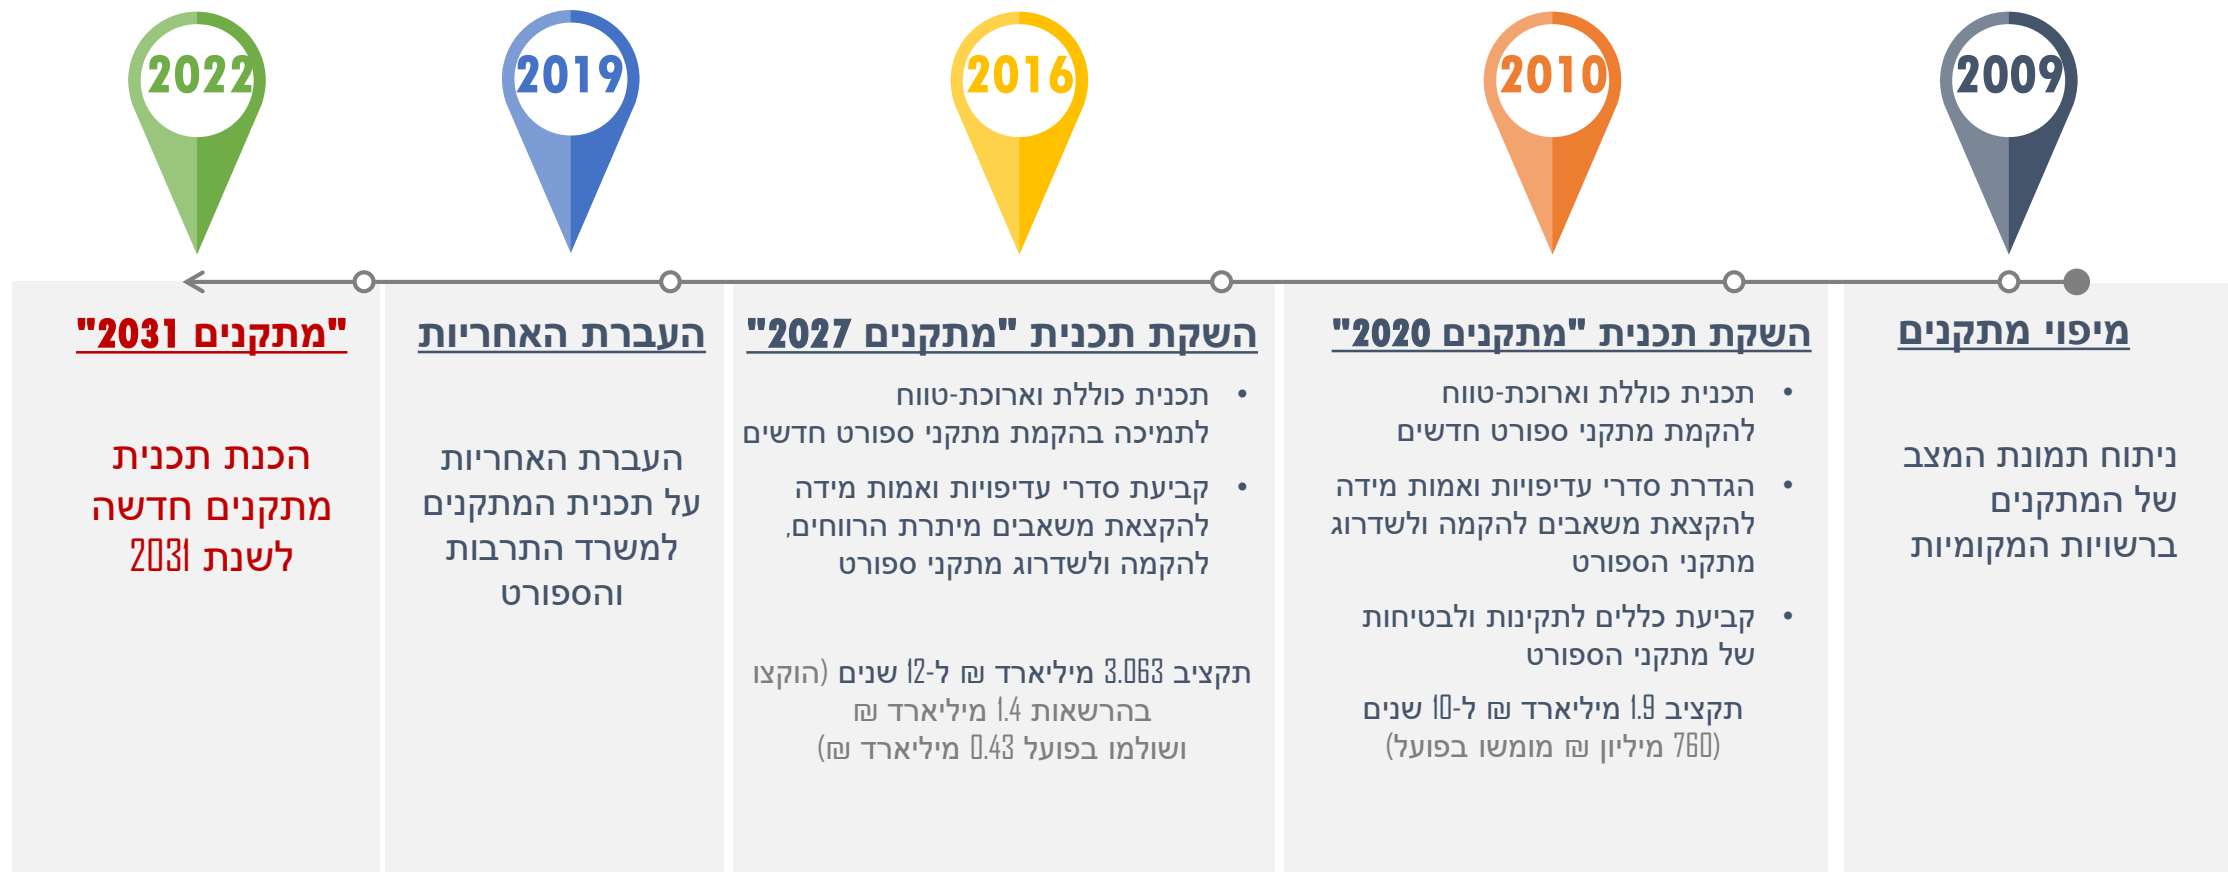 2009
מיפוי מתקנים
ניתוח תמונת המצב
של המתקנים
ברשויות המקומיות
2010
השקת תכנית "מתקנים 2020"
• תכנית כוללת וארוכת-טווח
להקמת מתקני ספורט חדשים
• הגדרת סדרי עדיפויות ואמות מידה
להקצאת משאבים להקמה ולשדרוג
מתקני הספורט
• קביעת כללים לתקינות ולבטיחות
של מתקני הספורט
תקציב 1.9 מיליארד ₪ ל-10 שנים
(760 מיליון ₪ מומשו בפועל)
2016
השקת תכנית "מתקנים 2027"
• תכנית כוללת וארוכת-טווח
לתמיכה בהקמת מתקני ספורט חדשים
• קביעת סדרי עדיפויות ואמות מידה
להקצאת משאבים מיתרת הרווחים,
להקמה ולשדרוג מתקני ספורט
תקציב 3.063 מיליארד ₪ ל-12 שנים (הוקצו
בהרשאות 1.4 מיליארד ₪
ושולמו בפועל 0.43 מיליארד ₪)
2019
העברת האחריות
העברת האחריות
על תכנית המתקנים
למשרד התרבות
והספורט
2022
"מתקנים 2031"
הכנת תכנית
מתקנים חדשה
לשנת 2031